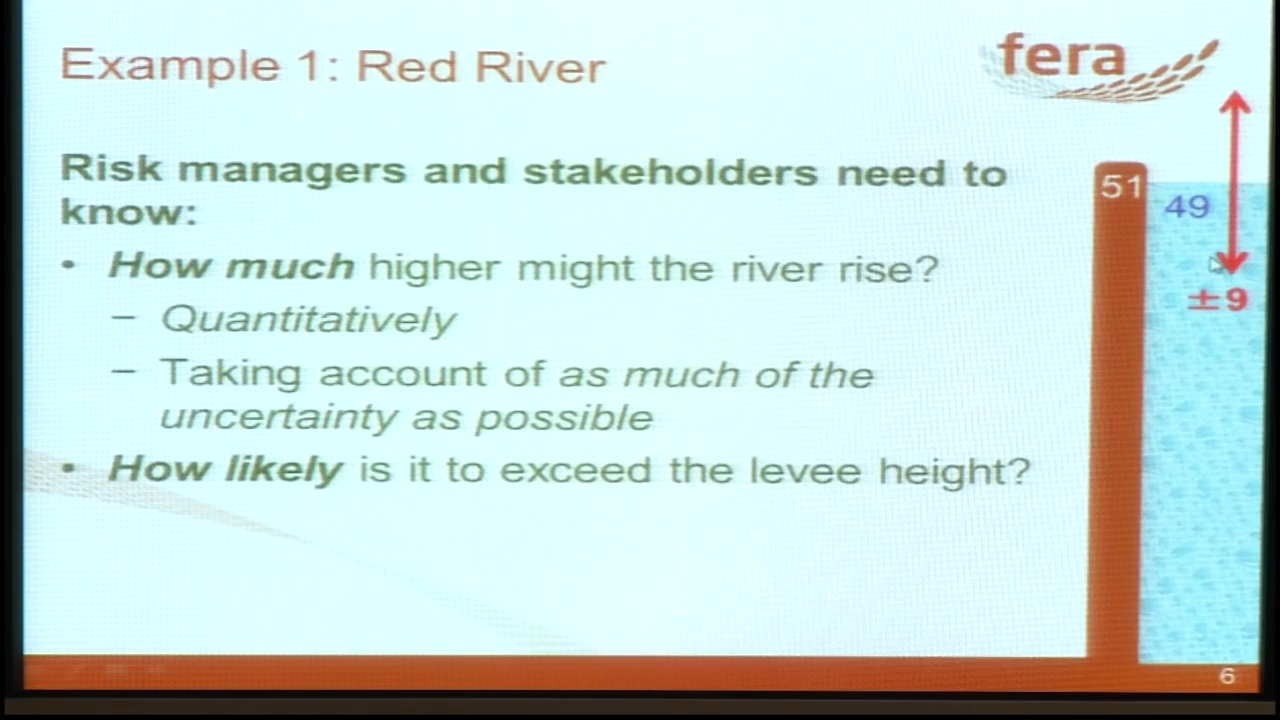 Example 1: Red River
fera
Risk managers and stakeholders need to
know:
• How much higher might the river rise?
– Quantitatively
– Taking account of as much of the
uncertainty as possible
• How likely is it to exceed the levee height?
51
49
±9
6